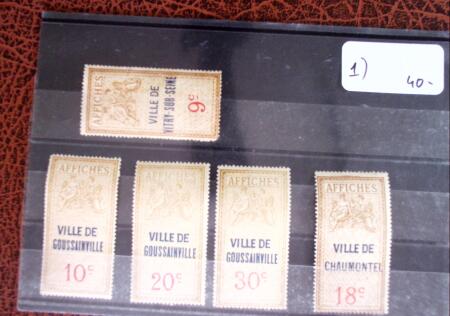 1)
40-
AFFICHES
VILLE DE
VITRY-SUR-SEINE
9c
AFFICHES
VILLE DE
GOUSSAINVILLE
10c
AFFICHES
VILLE DE
GOUSSAINVILLE
20c
AFFICHES
VILLE DE
GOUSSAINVILLE
30c
AFFICHES
VILLE DE
CHAUMONTEL
18c